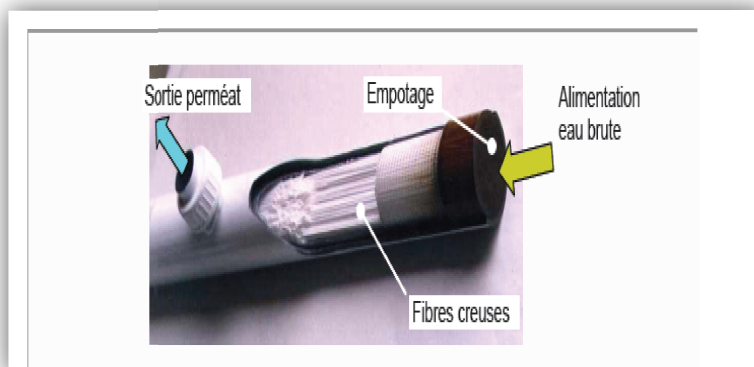 Sortie perméat
Empotage
Alimentation
eau brute
Fibres creuses